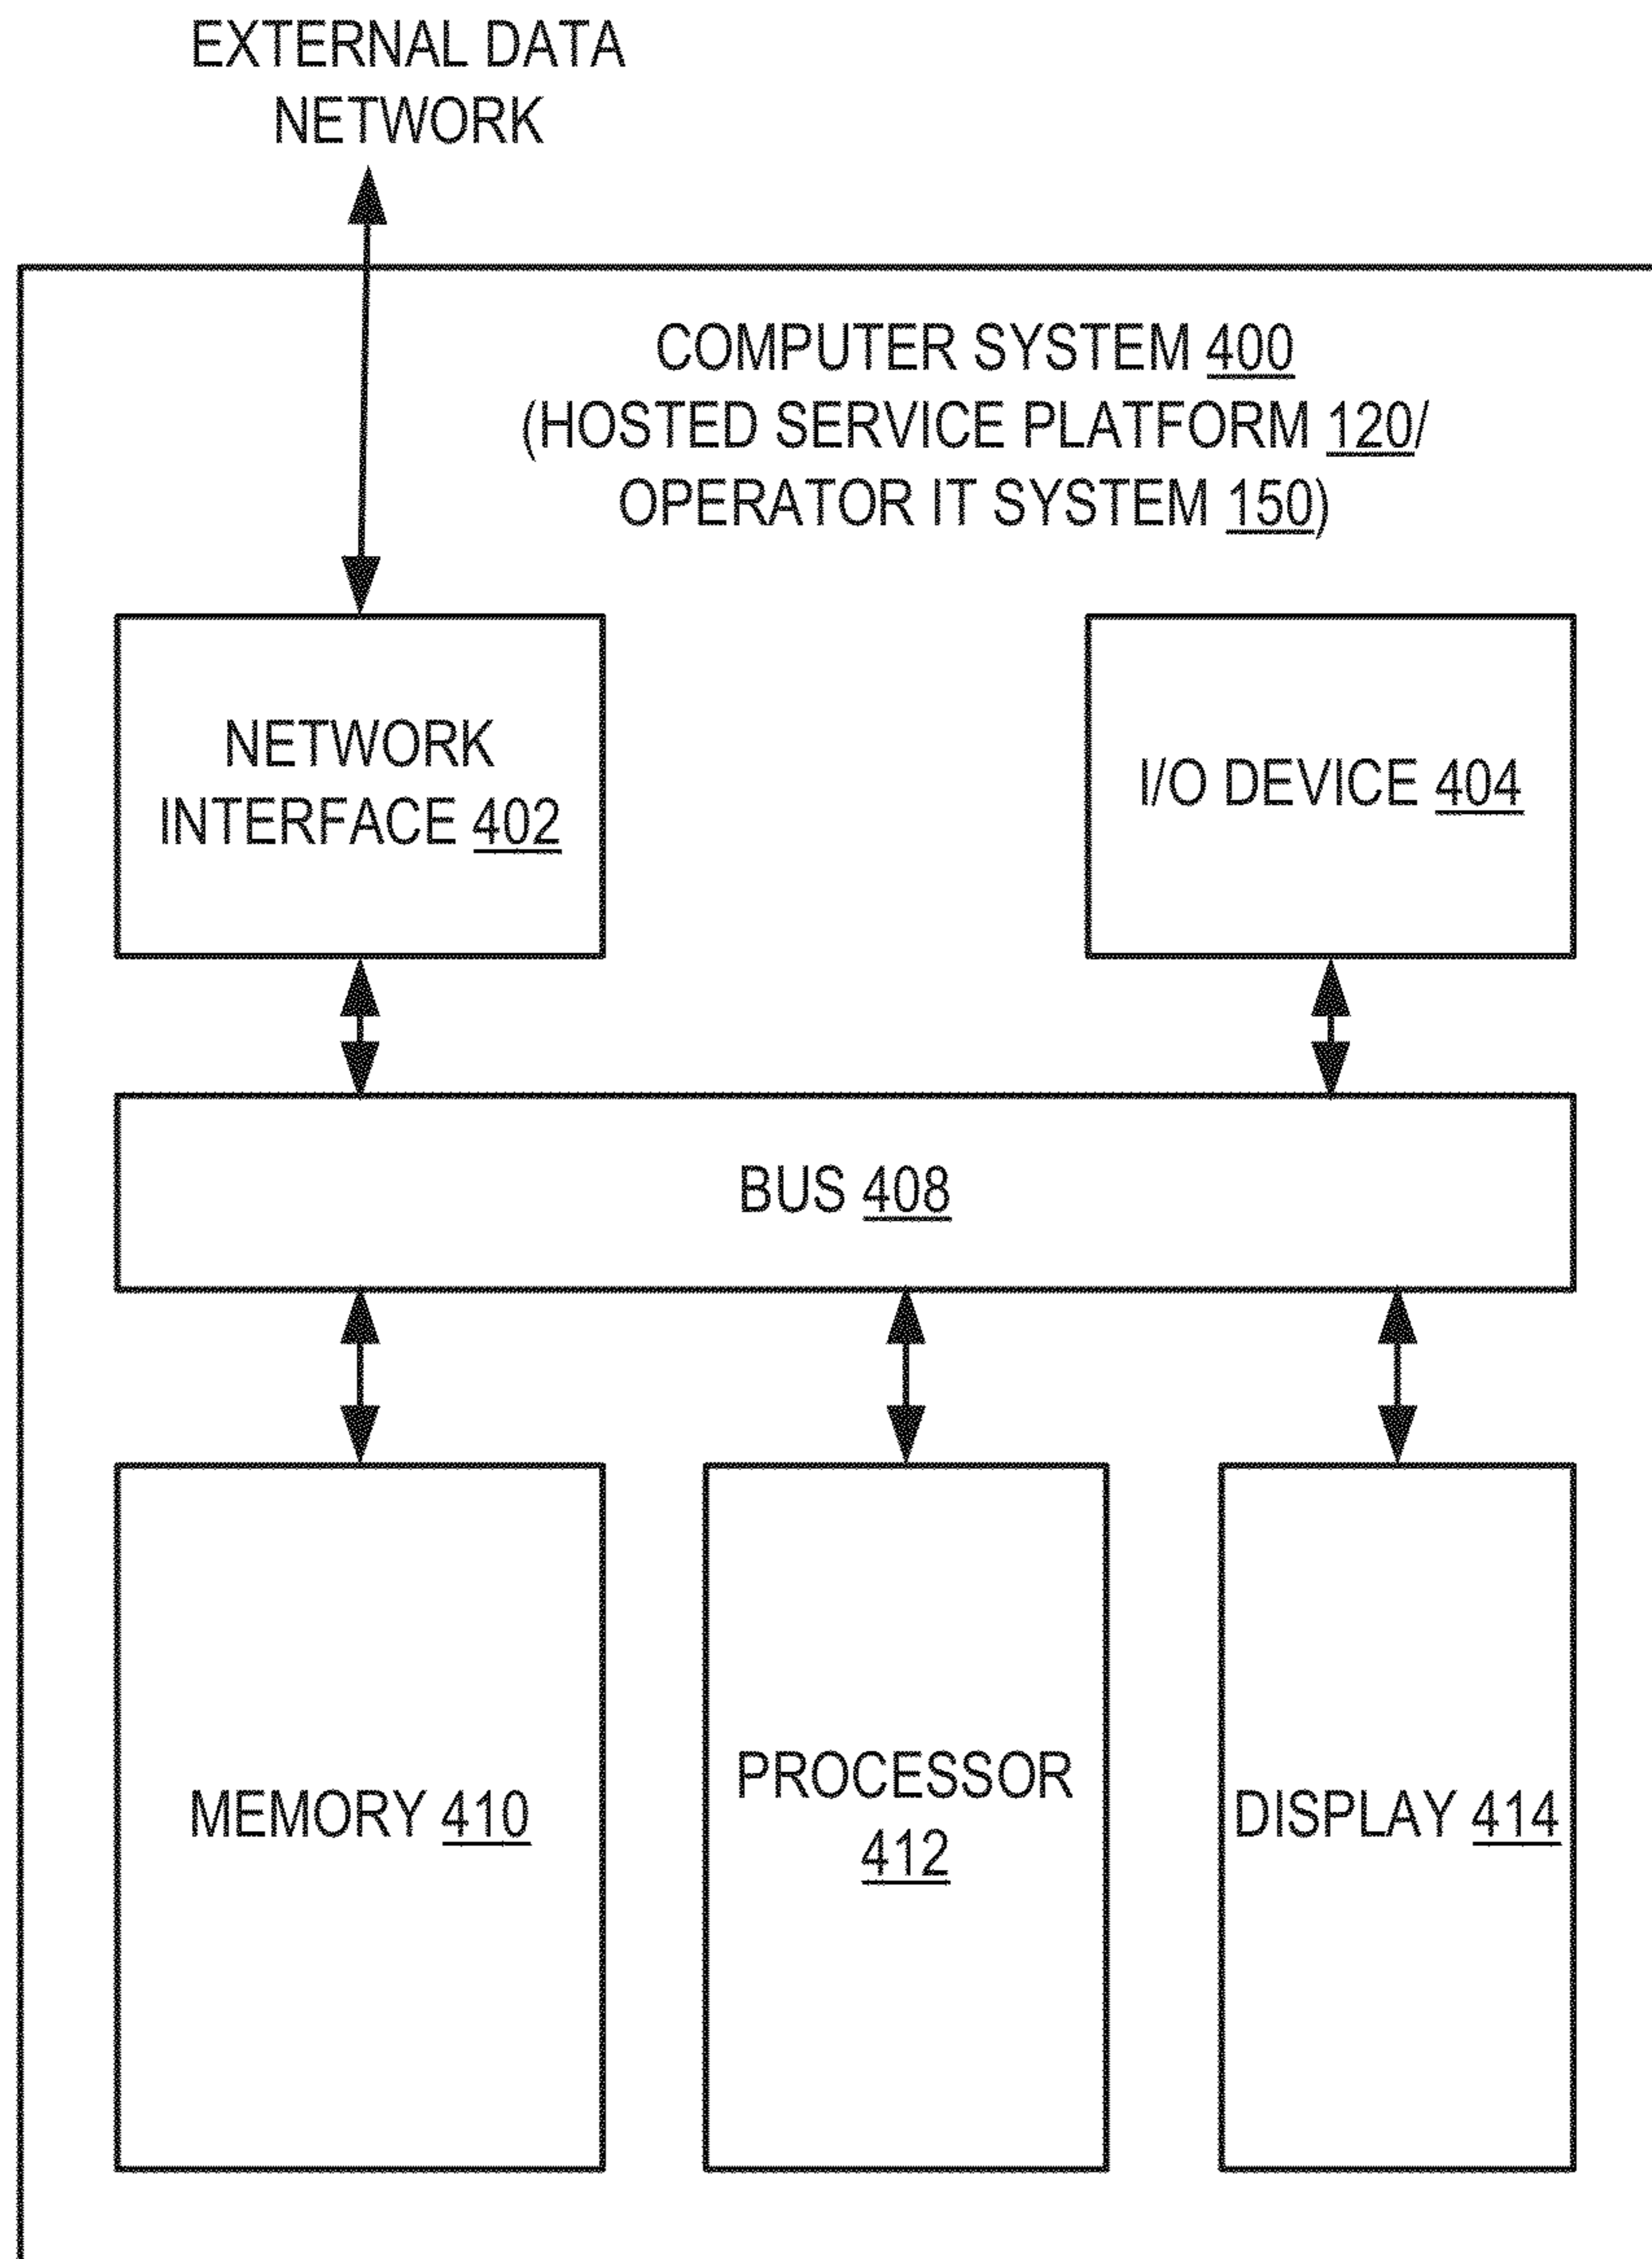 EXTERNAL DATA
NETWORK
COMPUTER SYSTEM 400
(HOSTED SERVICE PLATFORM 120/
OPERATOR IT SYSTEM 150)
NETWORK
INTERFACE 402
I/O DEVICE 404
BUS 408
MEMORY 410
PROCESSOR
412
DISPLAY 414